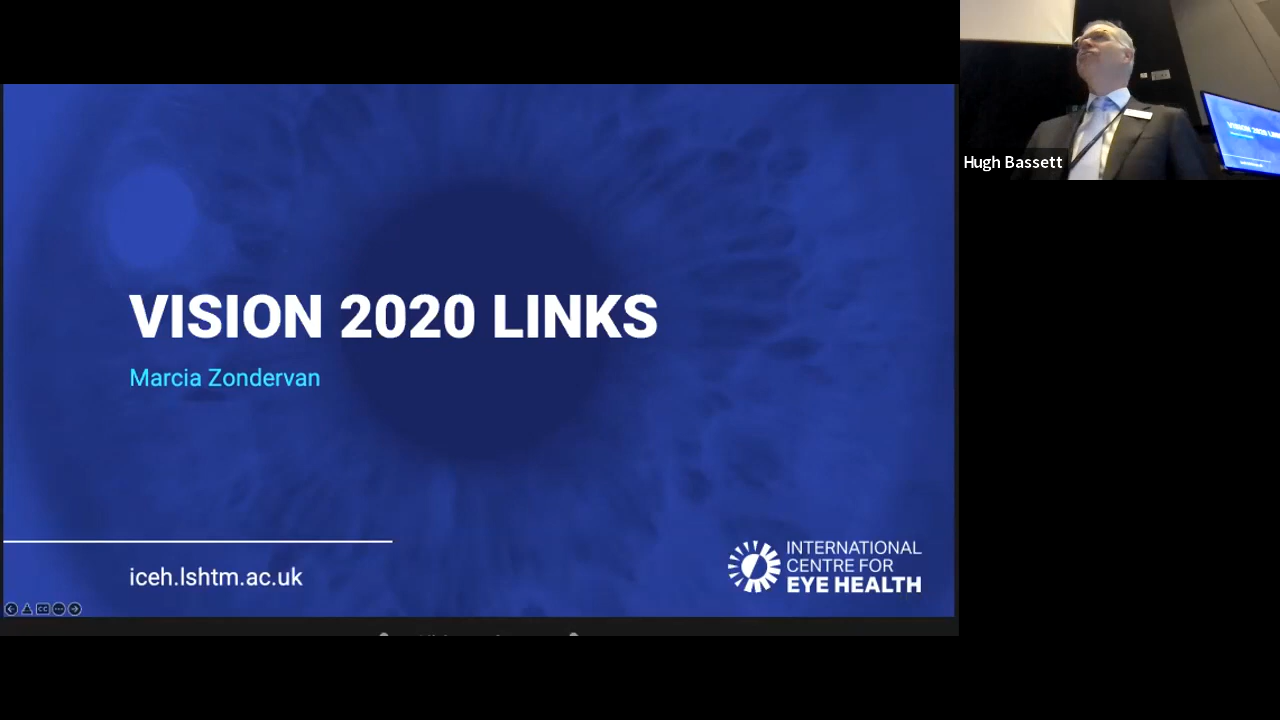 VISION 2020 LINKS
Marcia Zondervan
iceh.lshtm.ac.uk
INTERNATIONAL
CENTRE FOR
EYE HEALTH
Hugh Bassett